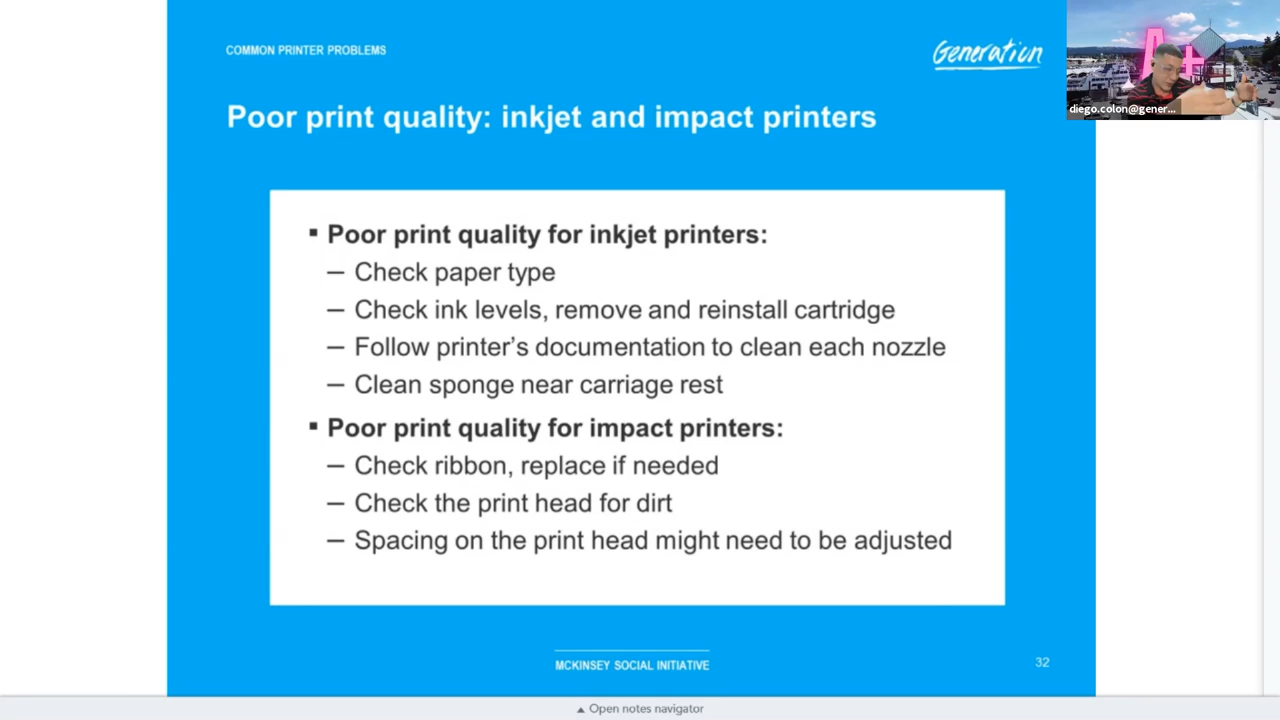 COMMON PRINTER PROBLEMS
Generation
A+
diego.colon@gener...
Poor print quality: inkjet and impact printers
▪ Poor print quality for inkjet printers:
– Check paper type
– Check ink levels, remove and reinstall cartridge
– Follow printer’s documentation to clean each nozzle
– Clean sponge near carriage rest
▪ Poor print quality for impact printers:
– Check ribbon, replace if needed
– Check the print head for dirt
– Spacing on the print head might need to be adjusted
MCKINSEY SOCIAL INITIATIVE
32
▲ Open notes navigator